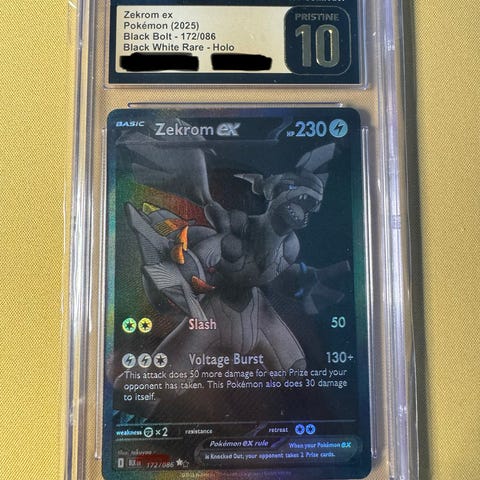 Zekrom ex
Pokémon (2025)
Black Bolt - 172/086
Black White Rare - Holo
PRISTINE
10
BASIC Zekrom ex HP 230
Slash 50
Voltage Burst 130+
This attack does 50 more damage for each Prize card your
opponent has taken. This Pokémon also does 30 damage
to itself.
weakness ×2 resistance retreat
Pokémon ex rule When your Pokémon ex
is Knocked Out, your opponent takes 2 Prize cards.
172/086